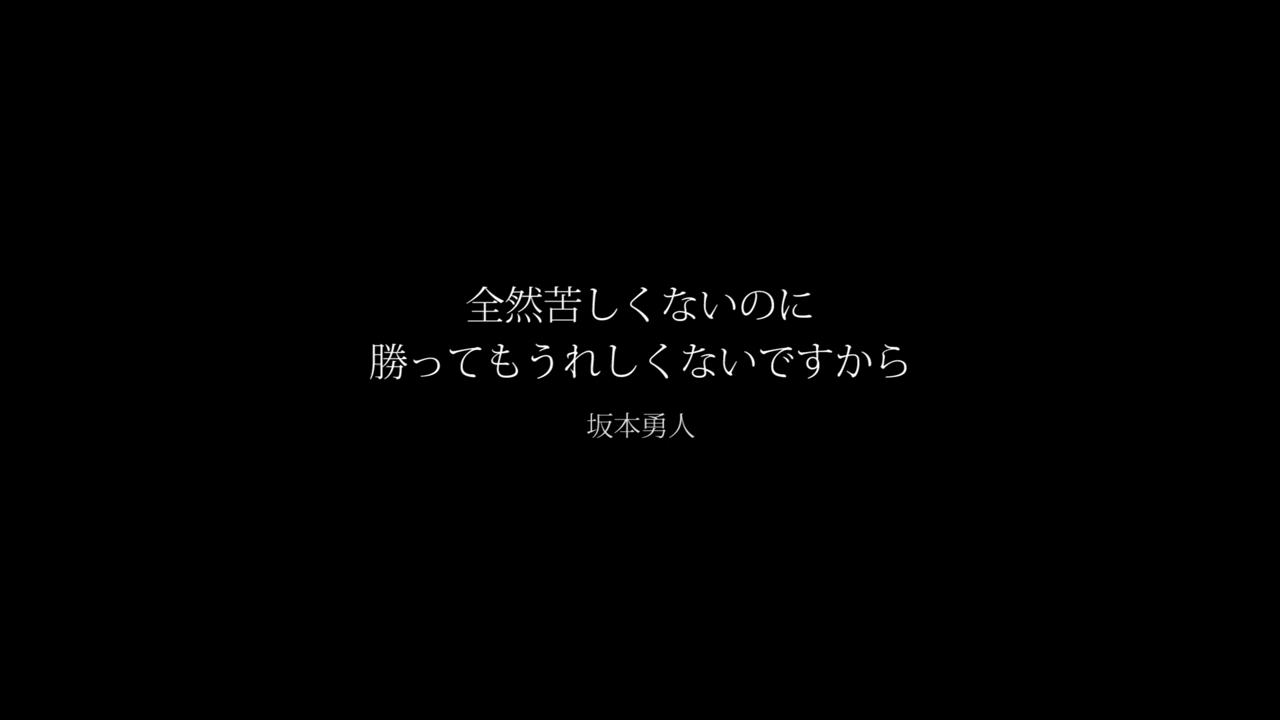 全然苦しくないのに
勝ってもうれしくないですから
坂本勇人